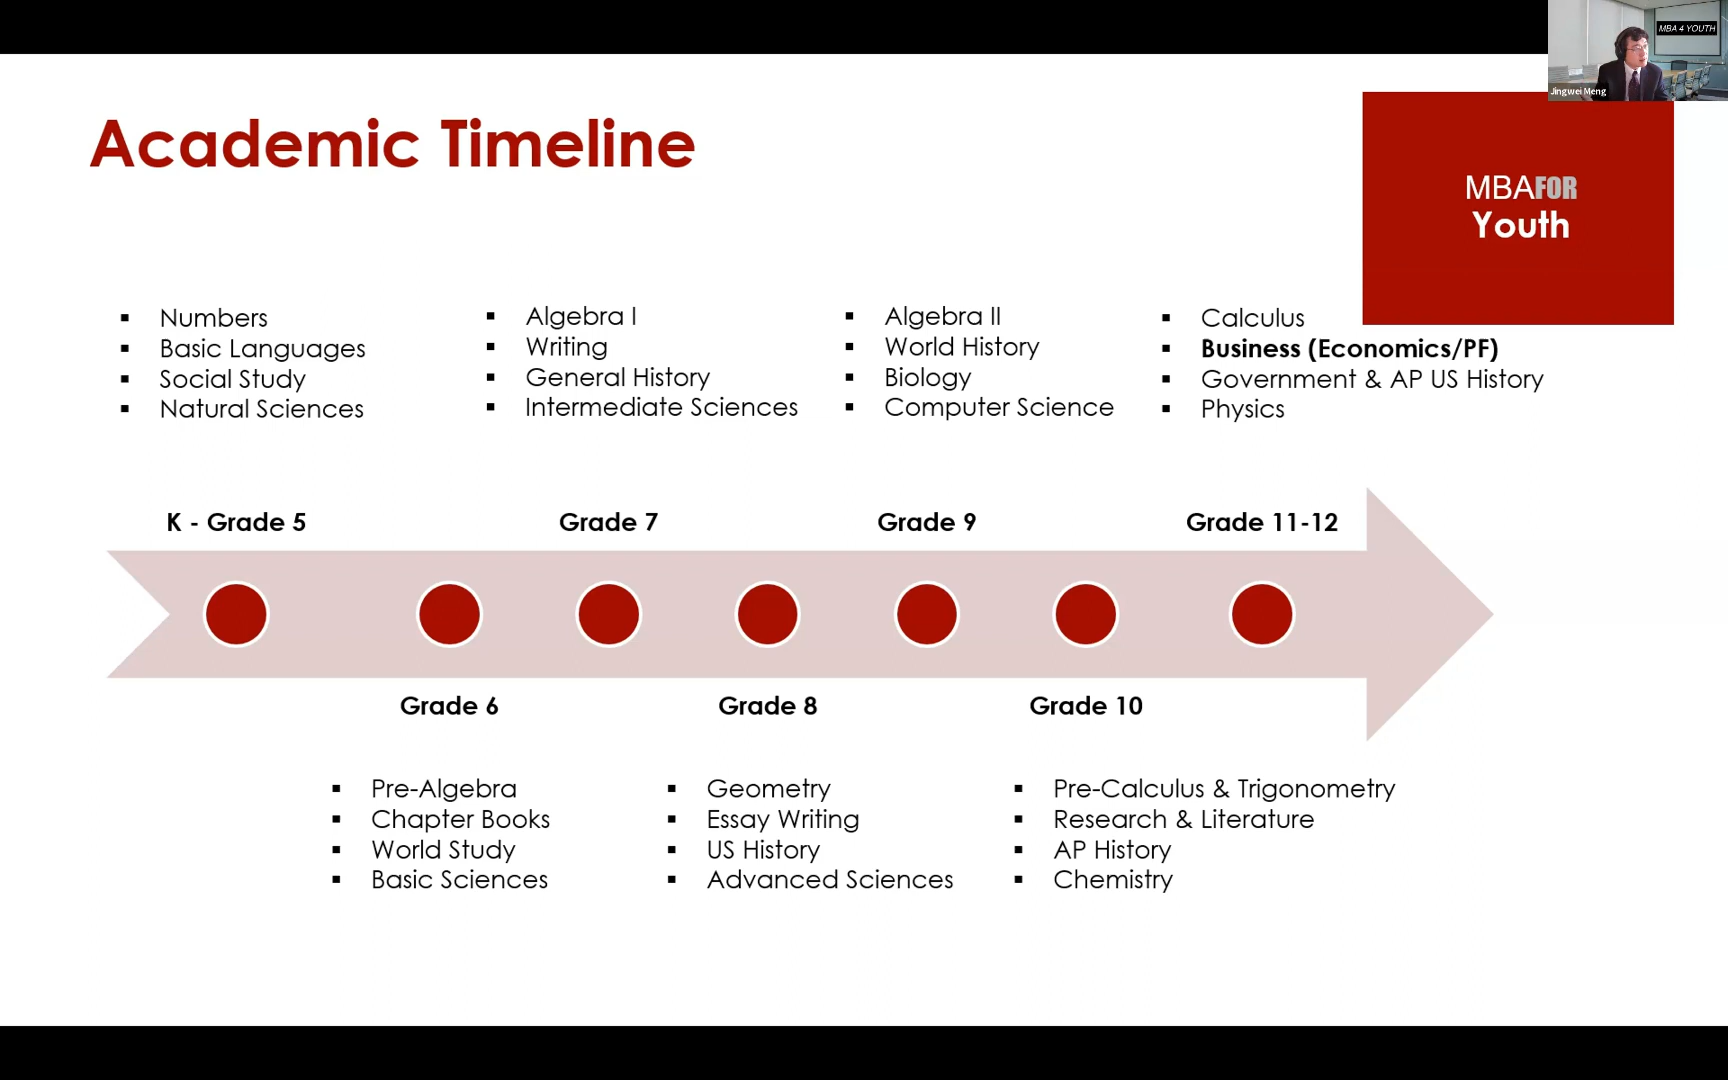 MBA 4 YOUTH
Jingwei Meng
Academic Timeline
MBAFOR
Youth
▪ Numbers
▪ Basic Languages
▪ Social Study
▪ Natural Sciences
▪ Algebra I
▪ Writing
▪ General History
▪ Intermediate Sciences
▪ Algebra II
▪ World History
▪ Biology
▪ Computer Science
▪ Calculus
▪ Business (Economics/PF)
▪ Government & AP US History
▪ Physics
K - Grade 5
Grade 7
Grade 9
Grade 11-12
Grade 6
Grade 8
Grade 10
▪ Pre-Algebra
▪ Chapter Books
▪ World Study
▪ Basic Sciences
▪ Geometry
▪ Essay Writing
▪ US History
▪ Advanced Sciences
▪ Pre-Calculus & Trigonometry
▪ Research & Literature
▪ AP History
▪ Chemistry